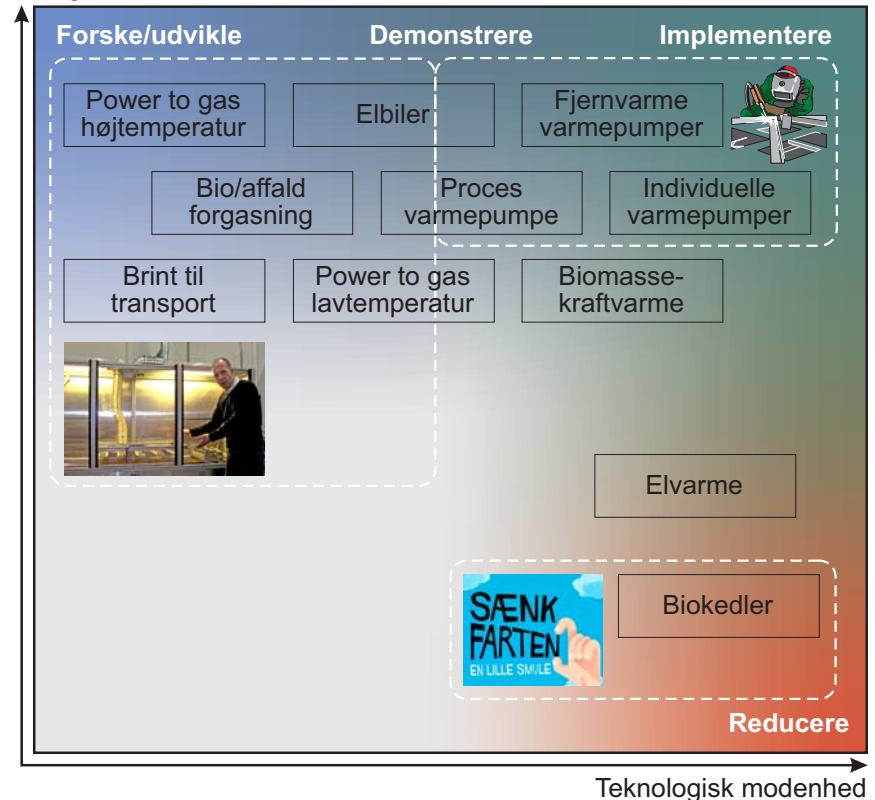 Forske/udvikle
Demonstrere
Implementere
Power to gas
højtemperatur
Elbiler
Fjernvarme
varmepumper
Bio/affald
forgasning
Proces
varmepumpe
Individuelle
varmepumper
Brint til
transport
Power to gas
lavtemperatur
Biomasse-
kraftvarme
Elvarme
SÆNK
FARTEN
EN LILLE SMULE
Biokedler
Reducere
Teknologisk modenhed